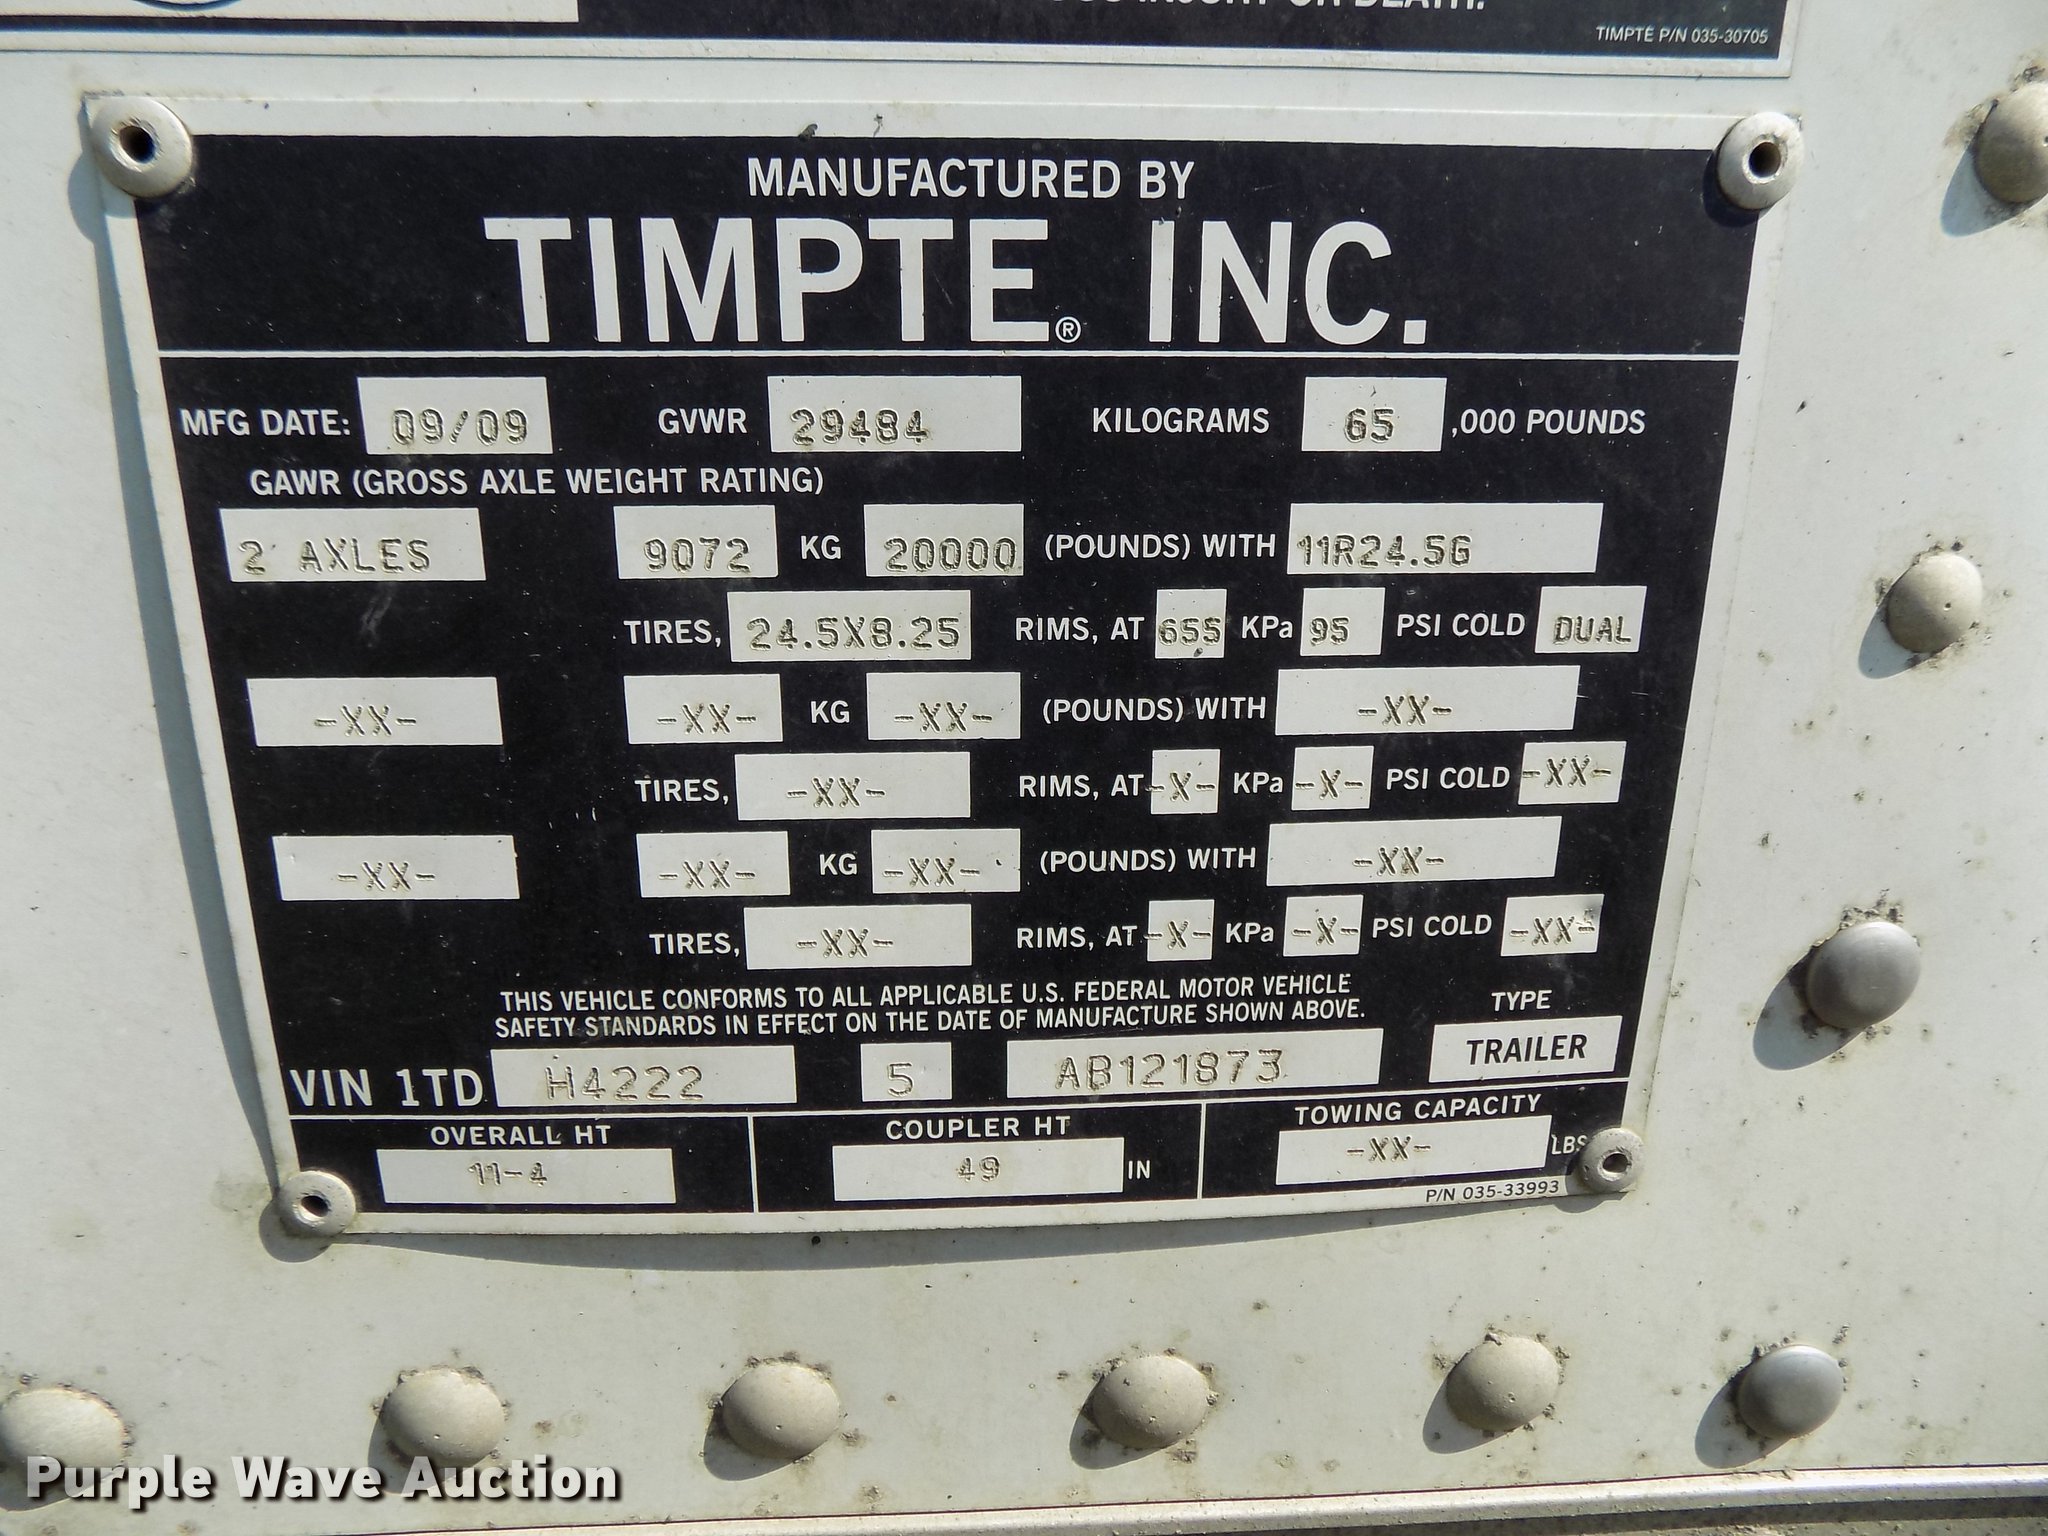 INJURY OR DEATH.
TIMPTE P/N 035-30705
MANUFACTURED BY
TIMPTE® INC.
MFG DATE: 09/09 GVWR 29484 KILOGRAMS 65 ,000 POUNDS
GAWR (GROSS AXLE WEIGHT RATING)
2 AXLES 9072 KG 20000 (POUNDS) WITH 11R24.5G
TIRES, 24.5X8.25 RIMS, AT 655 KPa 95 PSI COLD DUAL
-XX- -XX- KG -XX- (POUNDS) WITH -XX-
TIRES, -XX- RIMS, AT -X- KPa -X- PSI COLD -XX-
-XX- -XX- KG -XX- (POUNDS) WITH -XX-
TIRES, -XX- RIMS, AT -X- KPa -X- PSI COLD -XX-
THIS VEHICLE CONFORMS TO ALL APPLICABLE U.S. FEDERAL MOTOR VEHICLE
SAFETY STANDARDS IN EFFECT ON THE DATE OF MANUFACTURE SHOWN ABOVE.
TYPE
TRAILER
VIN 1TD H4222 5 AB121873
OVERALL HT
11-4
COUPLER HT
49 IN
TOWING CAPACITY
-XX- LBS
P/N 035-33993
Purple Wave Auction